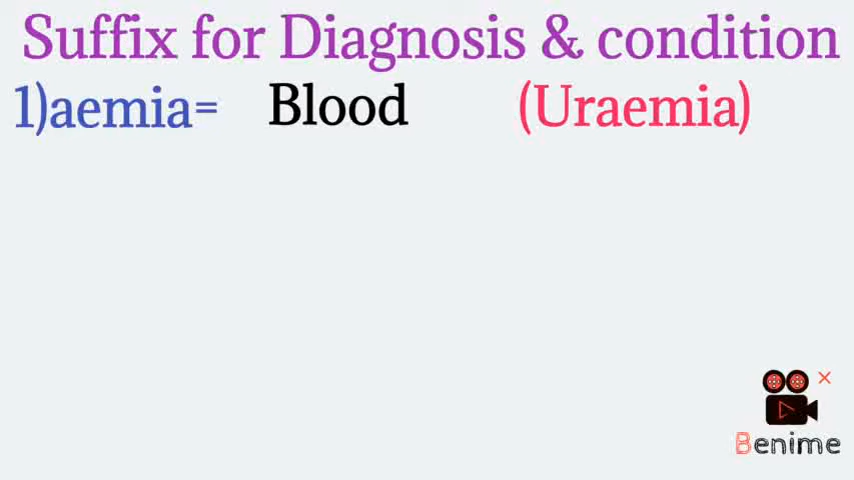 Suffix for Diagnosis & condition
1)aemia= Blood (Uraemia)
Benime